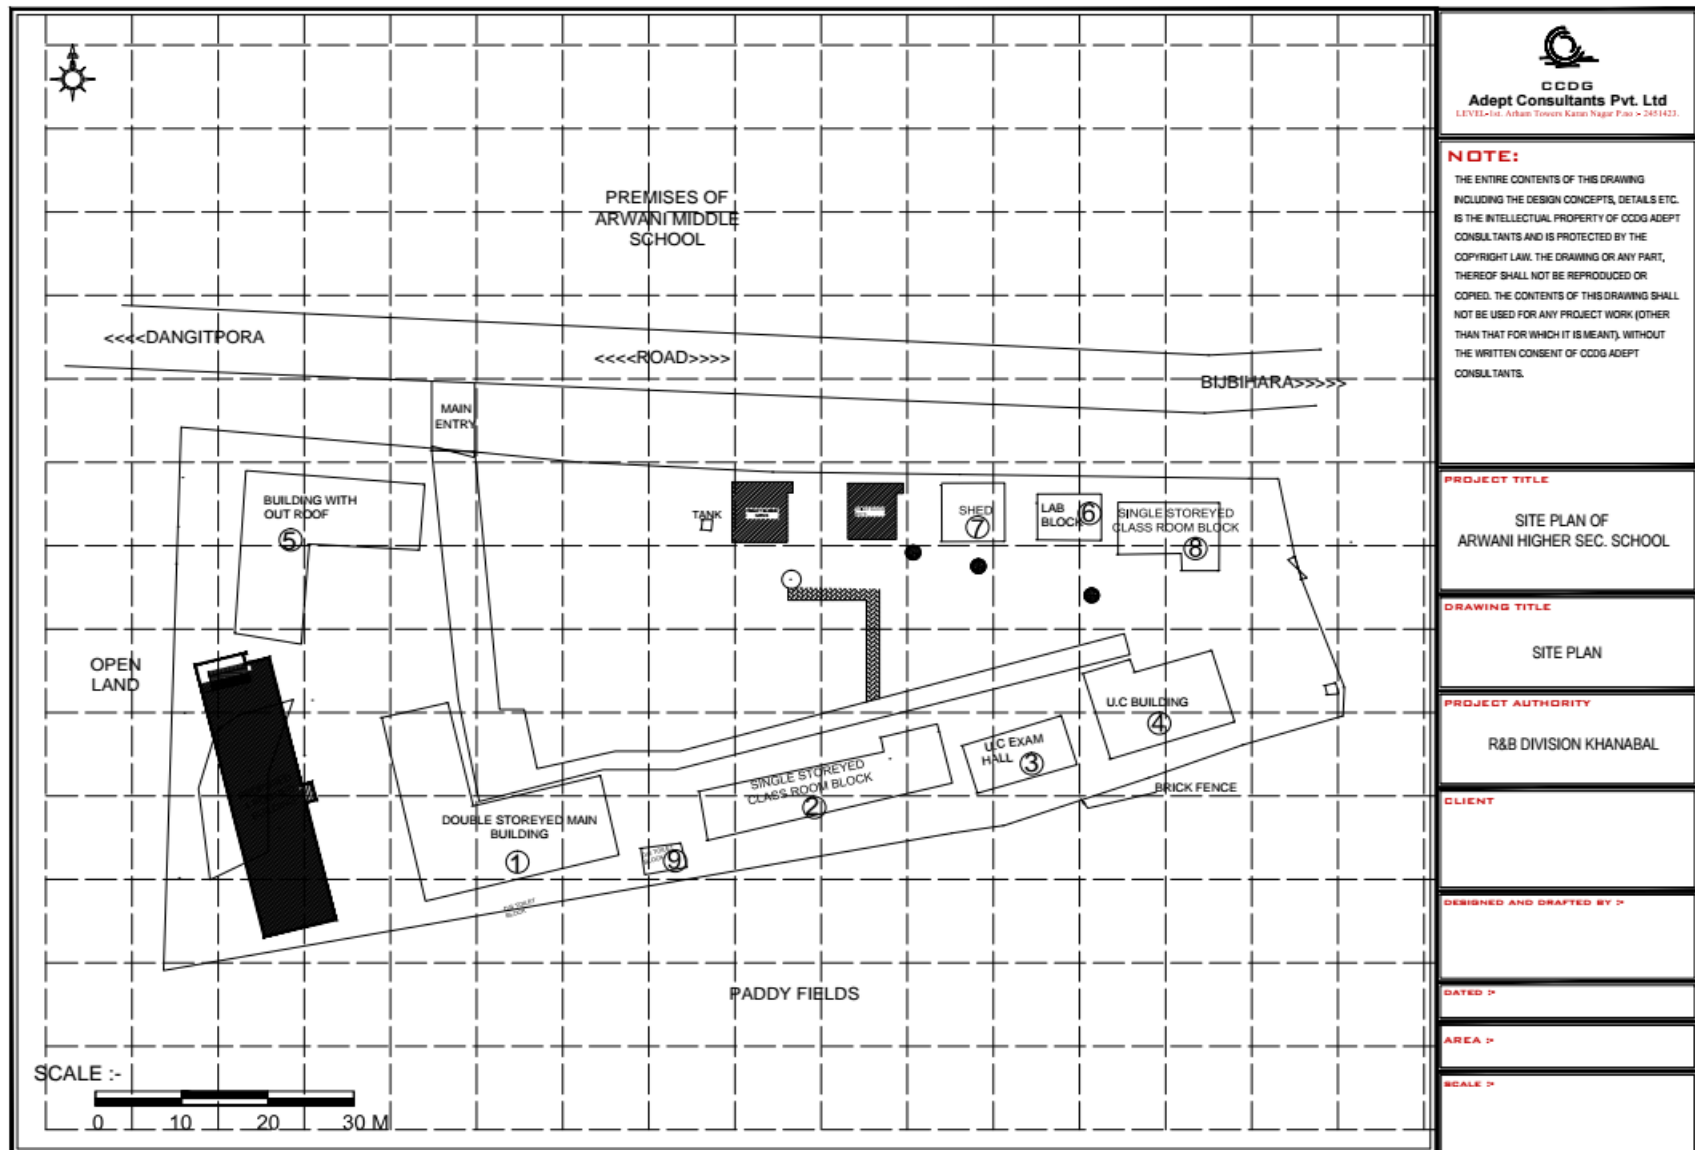 PREMISES OF
ARWANI MIDDLE
SCHOOL
<<<<DANGITPORA
<<<<ROAD>>>>
BIJBIHARA>>>>>
MAIN
ENTRY
BUILDING WITH
OUT ROOF
5
TANK
SHED
7
LAB
BLOCK
6
SINGLE STOREYED
CLASS ROOM BLOCK
8
OPEN
LAND
U.C BUILDING
4
U.C EXAM
HALL
3
SINGLE STOREYED
CLASS ROOM BLOCK
2
BRICK FENCE
DOUBLE STOREYED MAIN
BUILDING
1
9
PADDY FIELDS
SCALE :-
0 10 20 30 M
CCDG
Adept Consultants Pvt. Ltd
LEVEL-1st. Arham Towers Karan Nagar P.no :- 2451423.
NOTE:
THE ENTIRE CONTENTS OF THIS DRAWING
INCLUDING THE DESIGN CONCEPTS, DETAILS ETC.
IS THE INTELLECTUAL PROPERTY OF CCDG ADEPT
CONSULTANTS AND IS PROTECTED BY THE
COPYRIGHT LAW. THE DRAWING OR ANY PART,
THEREOF SHALL NOT BE REPRODUCED OR
COPIED. THE CONTENTS OF THIS DRAWING SHALL
NOT BE USED FOR ANY PROJECT WORK (OTHER
THAN THAT FOR WHICH IT IS MEANT). WITHOUT
THE WRITTEN CONSENT OF CCDG ADEPT
CONSULTANTS.
PROJECT TITLE
SITE PLAN OF
ARWANI HIGHER SEC. SCHOOL
DRAWING TITLE
SITE PLAN
PROJECT AUTHORITY
R&B DIVISION KHANABAL
CLIENT
DESIGNED AND DRAFTED BY :-
DATED :-
AREA :-
SCALE :-